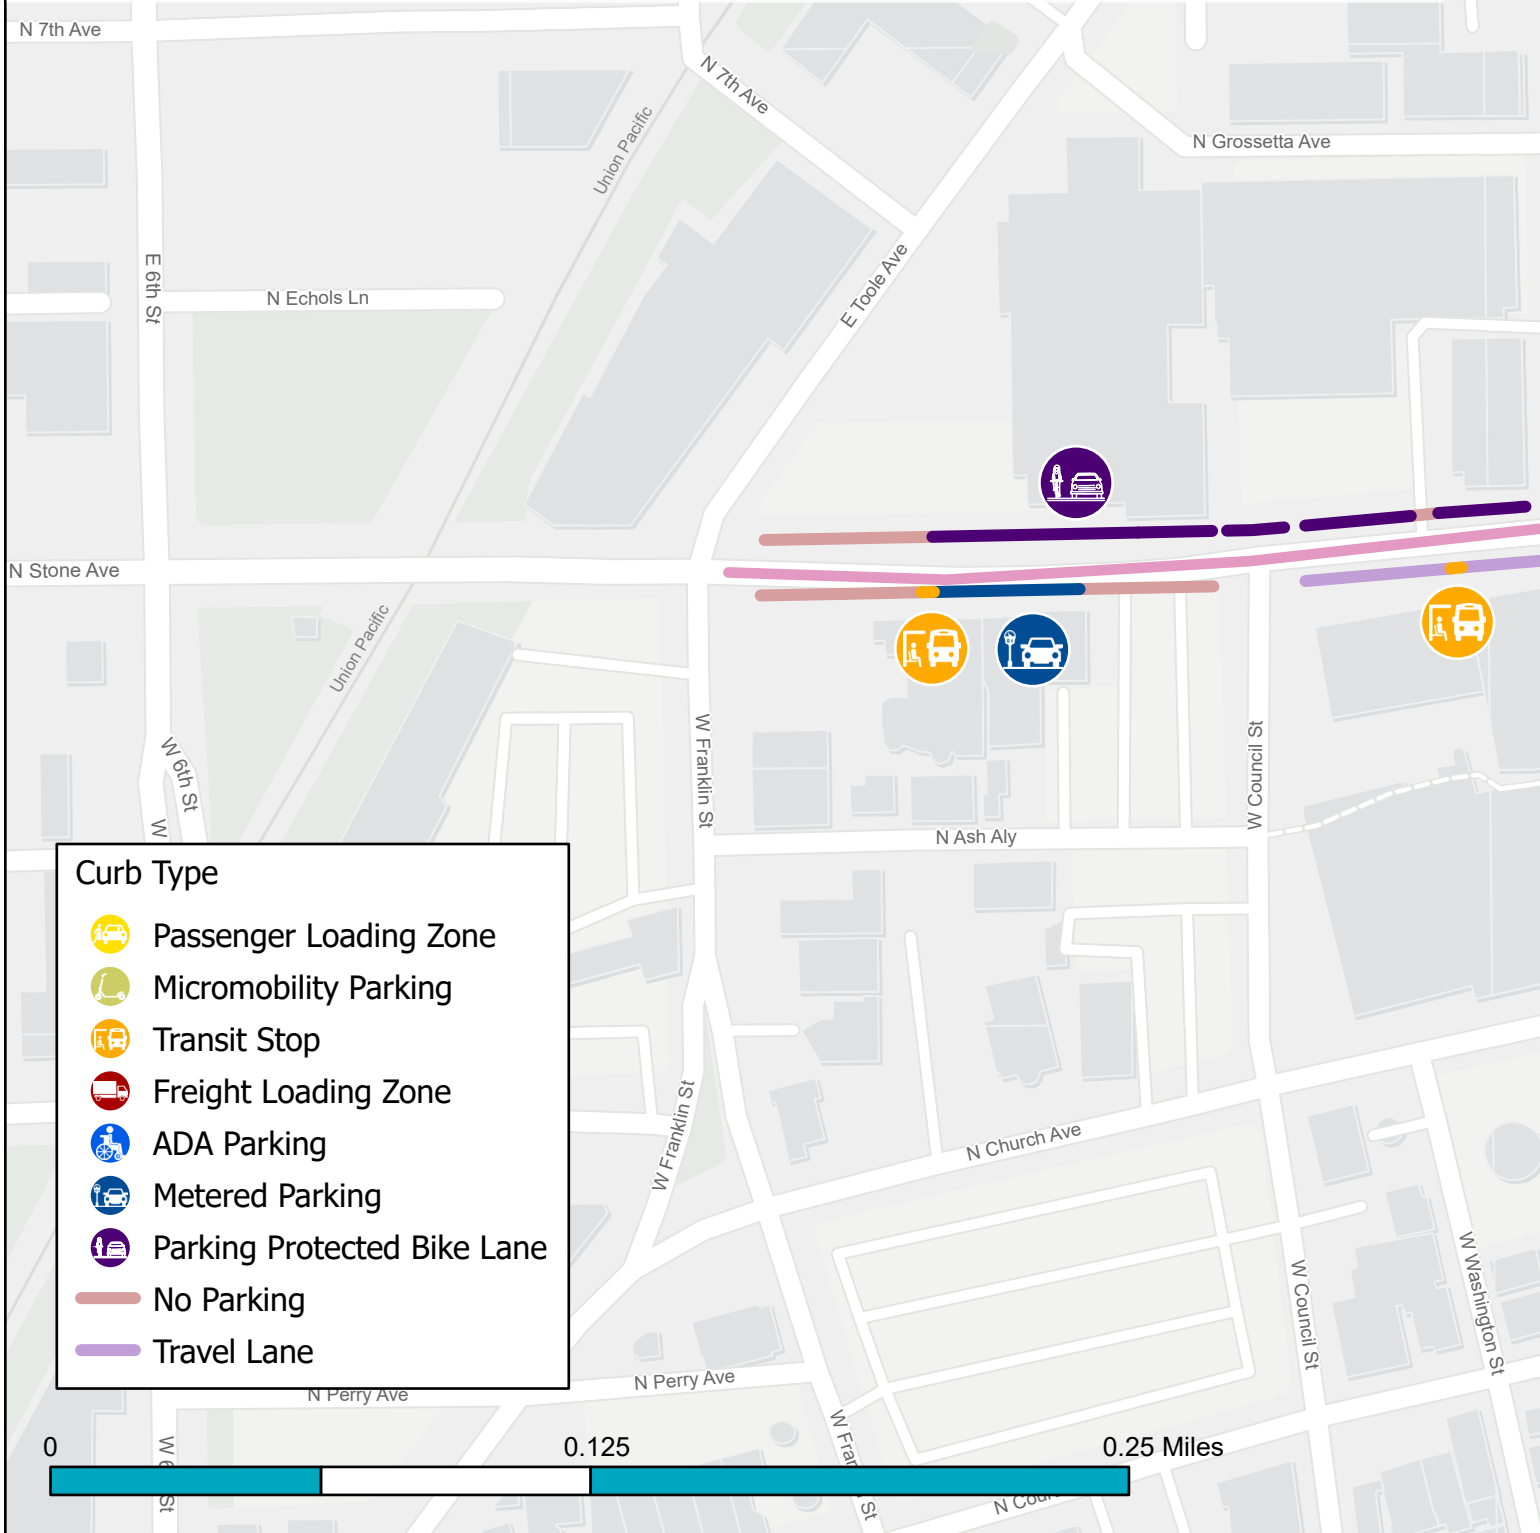 N 7th Ave
N 7th Ave
Union Pacific
N Grossetta Ave
E 6th St
N Echols Ln
E Toole Ave
N Stone Ave
Union Pacific
W Franklin St
W 6th St
W Council St
W
N Ash Aly
Curb Type
Passenger Loading Zone
Micromobility Parking
Transit Stop
Freight Loading Zone
ADA Parking
Metered Parking
Parking Protected Bike Lane
No Parking
Travel Lane
W Franklin St
N Church Ave
W Council St
W Washington St
N Perry Ave
N Perry Ave
0
0.125
0.25 Miles